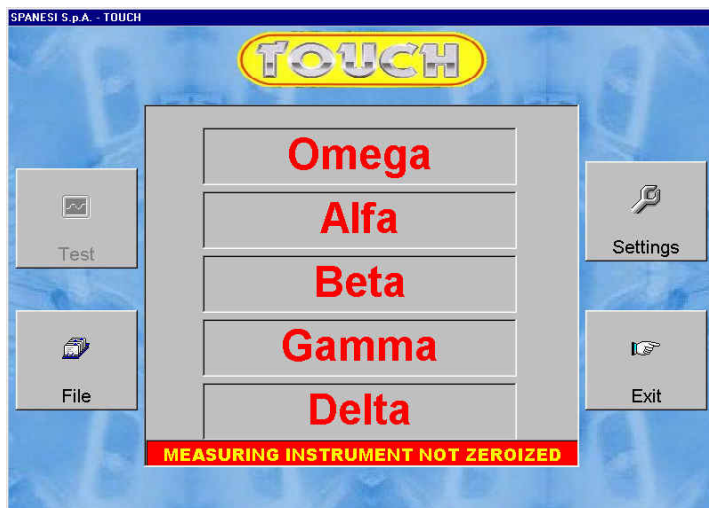 SPANESI S.p.A. - TOUCH
TOUCH
Omega
Alfa
Beta
Gamma
Delta
Test
File
Settings
Exit
MEASURING INSTRUMENT NOT ZEROIZED